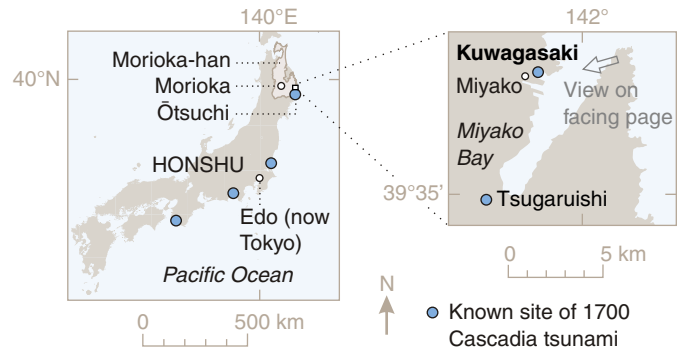 140°E
40°N
Morioka-han
Morioka
Ōtsuchi
HONSHU
Edo (now
Tokyo)
Pacific Ocean
0 500 km
142°
Kuwagasaki
Miyako
View on
facing page
Miyako
Bay
39°35'
Tsugaruishi
0 5 km
N
Known site of 1700
Cascadia tsunami